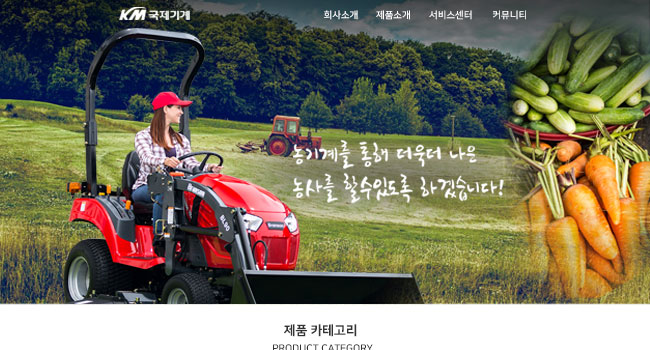 KM 국제기계
회사소개 제품소개 서비스센터 커뮤니티
농기계를 통해 더욱더 나은
농사를 할수있도록 하겠습니다!
제품 카테고리
PRODUCT CATEGORY